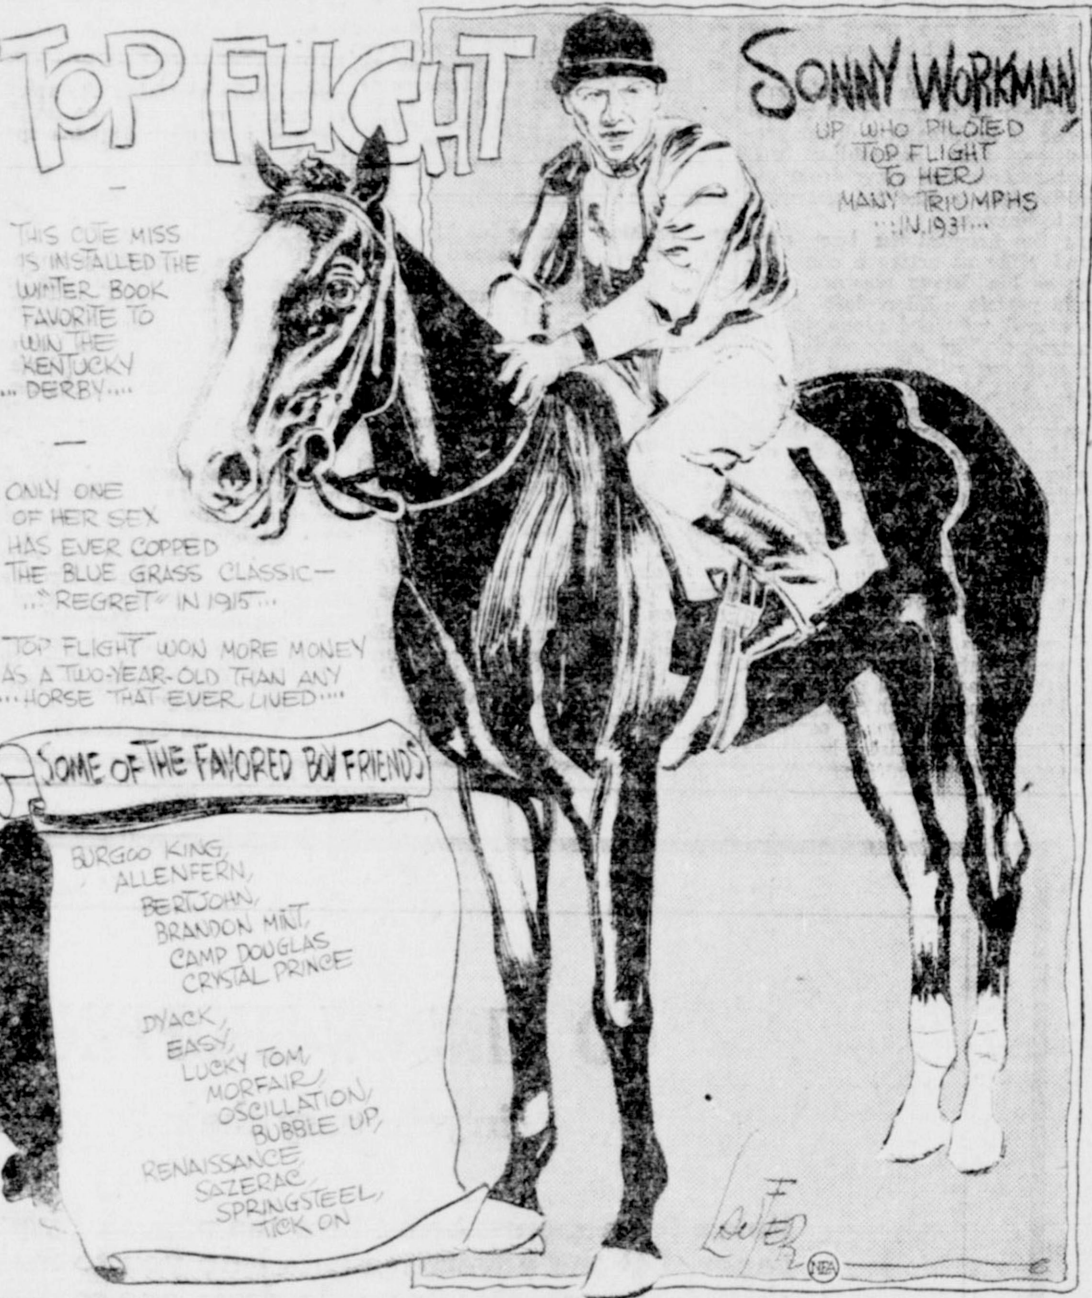 TOP FLIGHT
THIS CUTE MISS
IS INSTALLED THE
WINTER BOOK
FAVORITE TO
WIN THE
KENTUCKY
... DERBY....
ONLY ONE
OF HER SEX
HAS EVER COPPED
THE BLUE GRASS CLASSIC—
..."REGRET" IN 1915...
TOP FLIGHT WON MORE MONEY
AS A TWO-YEAR-OLD THAN ANY
...HORSE THAT EVER LIVED....
SOME OF THE FAVORED BOY FRIENDS
BURGOO KING,
ALLENFERN,
BERTJOHN,
BRANDON MINT,
CAMP DOUGLAS
CRYSTAL PRINCE
DYACK,
EASY,
LUCKY TOM,
MORFAIR,
OSCILLATION,
BUBBLE UP,
RENAISSANCE
SAZERAC,
SPRINGSTEEL,
TICK ON
SONNY WORKMAN,
UP WHO PILOTED
TOP FLIGHT
TO HER
MANY TRIUMPHS
...IN 1931...
NEA